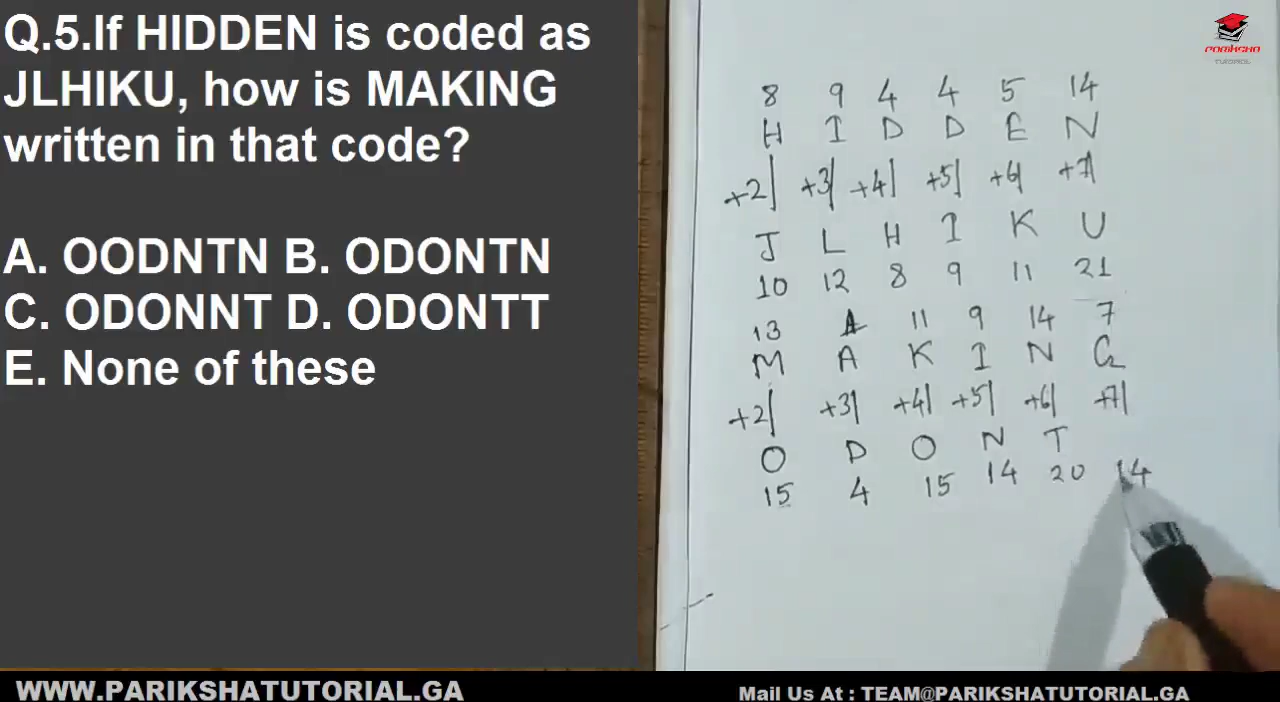 Q.5.If HIDDEN is coded as
JLHIKU, how is MAKING
written in that code?
A. OODNTN B. ODONTN
C. ODONNT D. ODONTT
E. None of these
PARIKSHA
TUTORIAL
8 9 4 4 5 14
H I D D E N
+2 +3 +4 +5 +6 +7
J L H I K U
10 12 8 9 11 21
13 1 11 9 14 7
M A K I N G
+2 +3 +4 +5 +6 +7
O D O N T
15 4 15 14 20 14
WWW.PARIKSHATUTORIAL.GA
Mail Us At : TEAM@PARIKSHATUTORIAL.GA